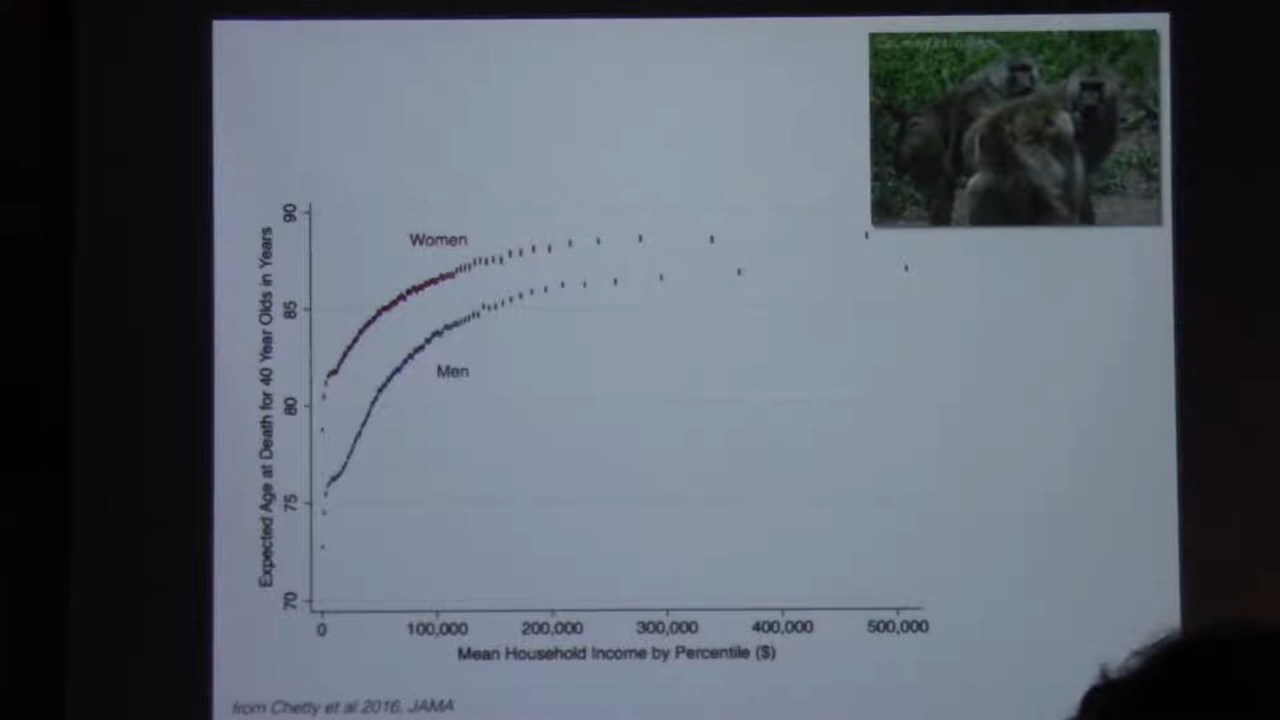 90
85
80
75
70
Expected Age at Death for 40 Year Olds in Years
Women
Men
0 100,000 200,000 300,000 400,000 500,000
Mean Household Income by Percentile ($)
from Chetty et al 2016, JAMA